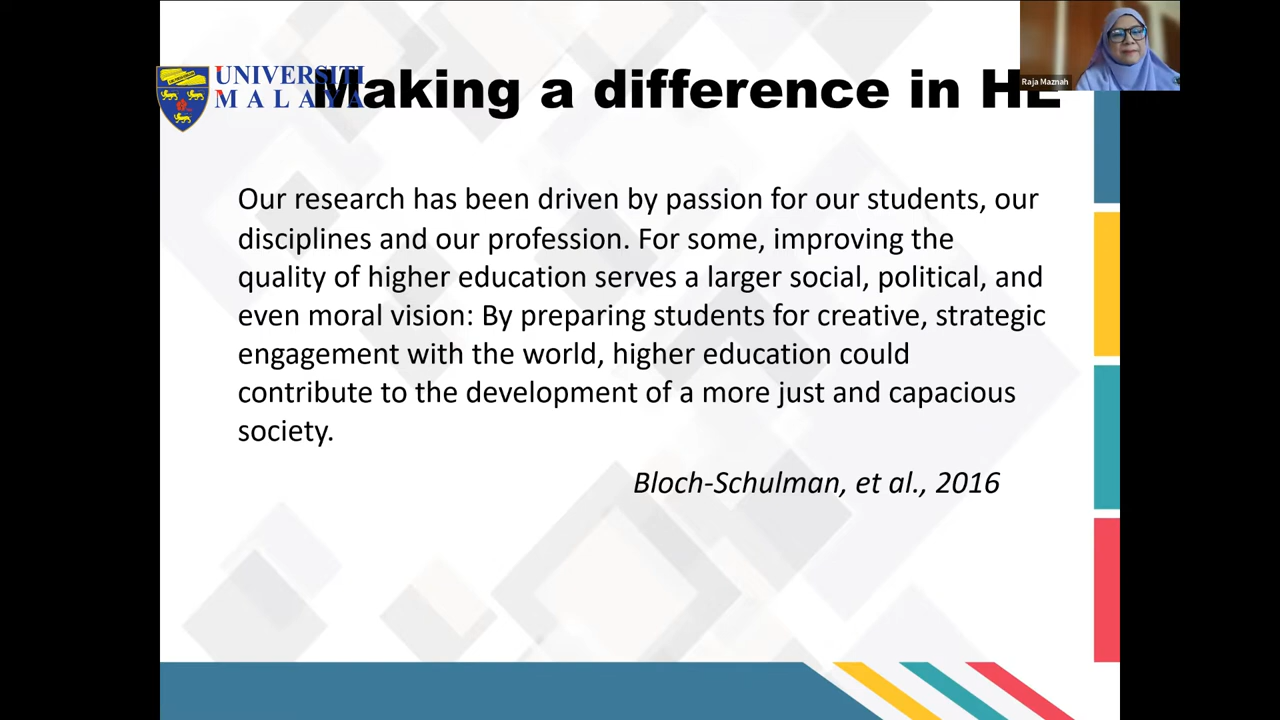 UNIVERSITI
MALAYA
Making a difference in HE
Raja Maznah
Our research has been driven by passion for our students, our
disciplines and our profession. For some, improving the
quality of higher education serves a larger social, political, and
even moral vision: By preparing students for creative, strategic
engagement with the world, higher education could
contribute to the development of a more just and capacious
society.
Bloch-Schulman, et al., 2016